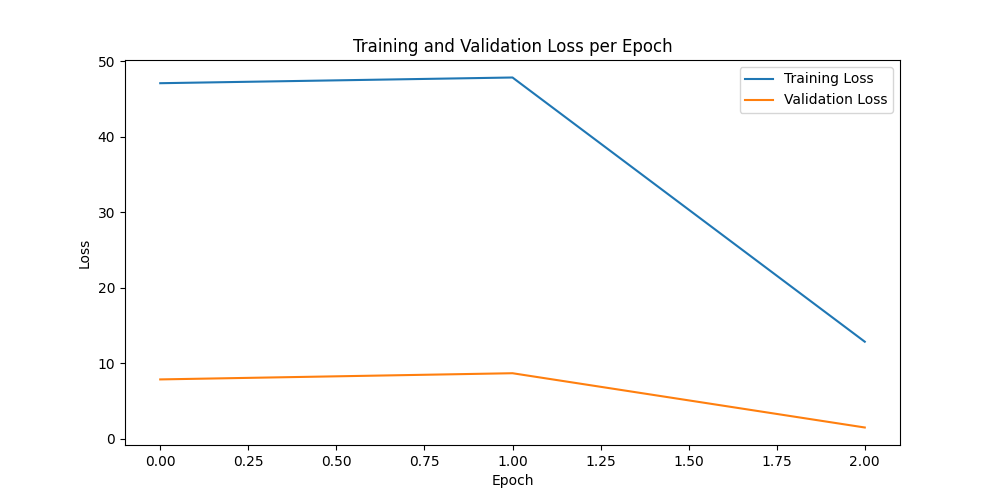 Training and Validation Loss per Epoch
Training Loss
Validation Loss
50
40
30
20
10
0
Loss
0.00 0.25 0.50 0.75 1.00 1.25 1.50 1.75 2.00
Epoch